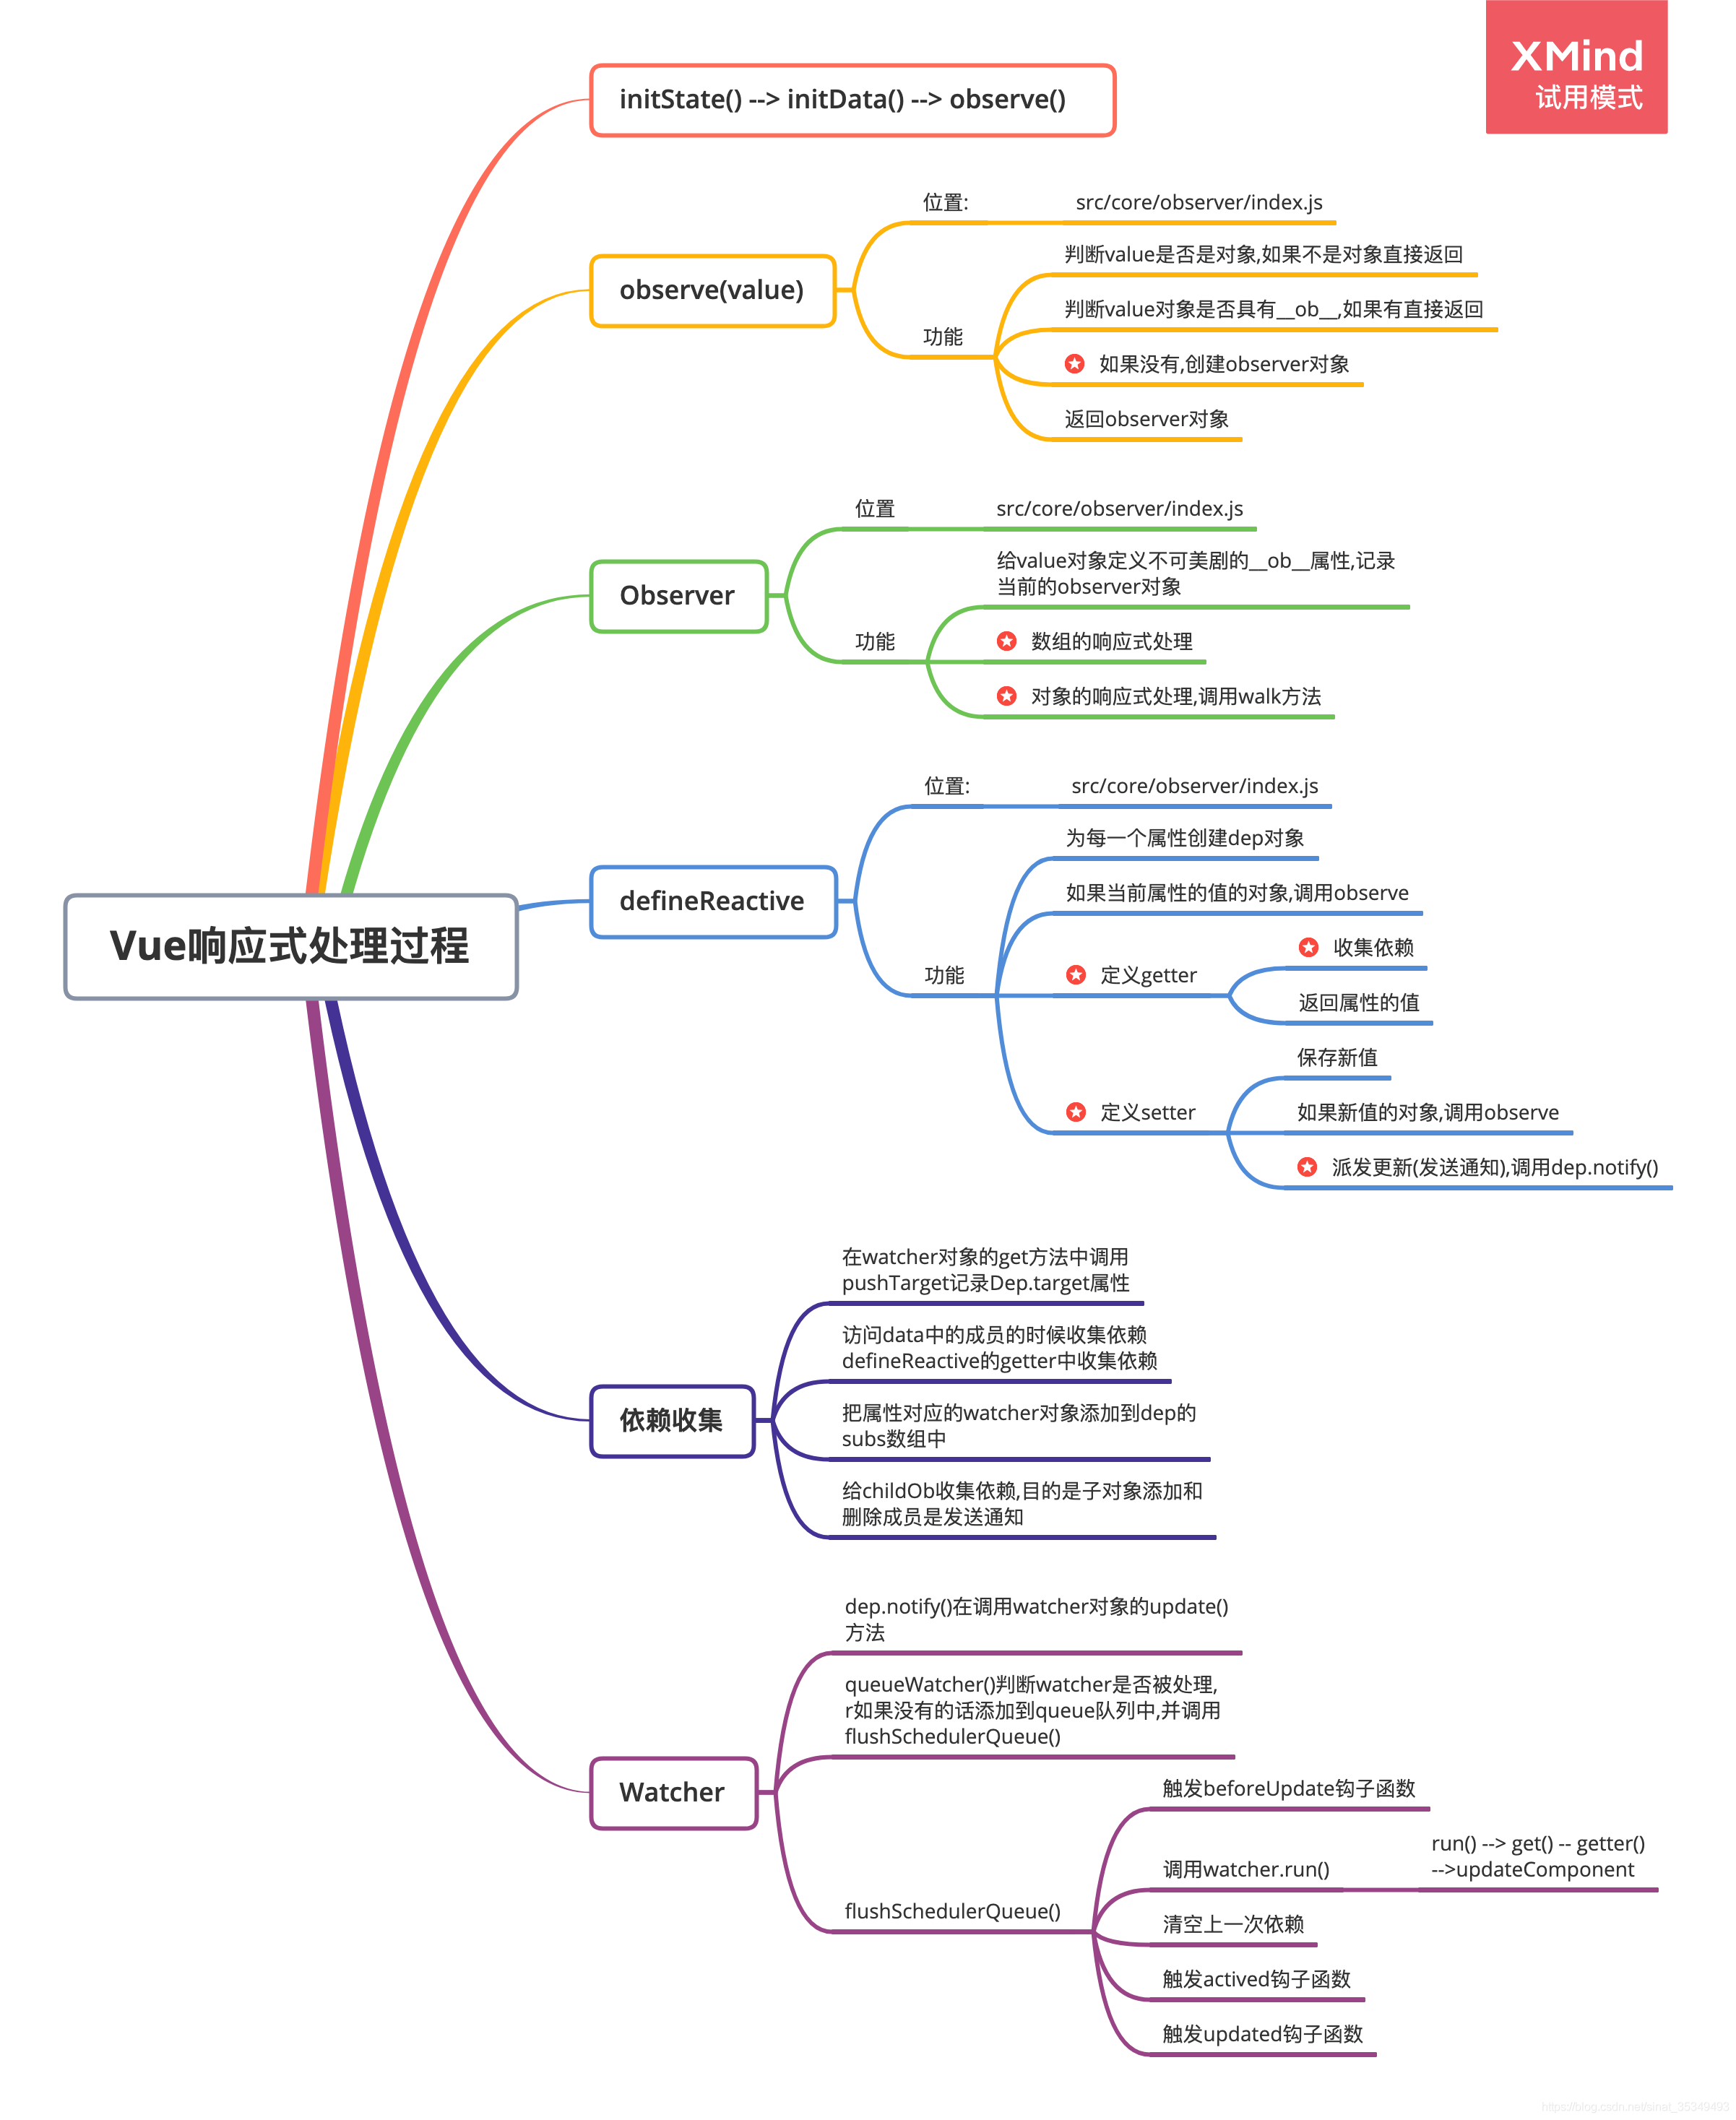 XMind
试用模式
initState() --> initData() --> observe()
位置:
src/core/observer/index.js
observe(value)
功能
判断value是否是对象,如果不是对象直接返回
判断value对象是否具有__ob__,如果有直接返回
如果没有,创建observer对象
返回observer对象
Observer
位置
src/core/observer/index.js
功能
给value对象定义不可美剧的__ob__属性,记录
当前的observer对象
数组的响应式处理
对象的响应式处理,调用walk方法
Vue响应式处理过程
defineReactive
位置:
src/core/observer/index.js
功能
为每一个属性创建dep对象
如果当前属性的值的对象,调用observe
定义getter
收集依赖
返回属性的值
定义setter
保存新值
如果新值的对象,调用observe
派发更新(发送通知),调用dep.notify()
依赖收集
在watcher对象的get方法中调用
pushTarget记录Dep.target属性
访问data中的成员的时候收集依赖
defineReactive的getter中收集依赖
把属性对应的watcher对象添加到dep的
subs数组中
给childOb收集依赖,目的是子对象添加和
删除成员是发送通知
Watcher
dep.notify()在调用watcher对象的update()
方法
queueWatcher()判断watcher是否被处理,
r如果没有的话添加到queue队列中,并调用
flushSchedulerQueue()
flushSchedulerQueue()
触发beforeUpdate钩子函数
调用watcher.run()
run() --> get() -- getter()
-->updateComponent
清空上一次依赖
触发actived钩子函数
触发updated钩子函数
https://blog.csdn.net/sinat_35349493